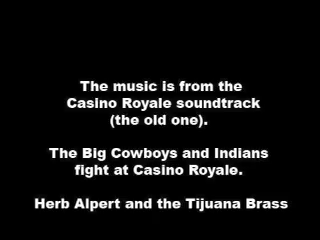 The music is from the
Casino Royale soundtrack
(the old one).
The Big Cowboys and Indians
fight at Casino Royale.
Herb Alpert and the Tijuana Brass